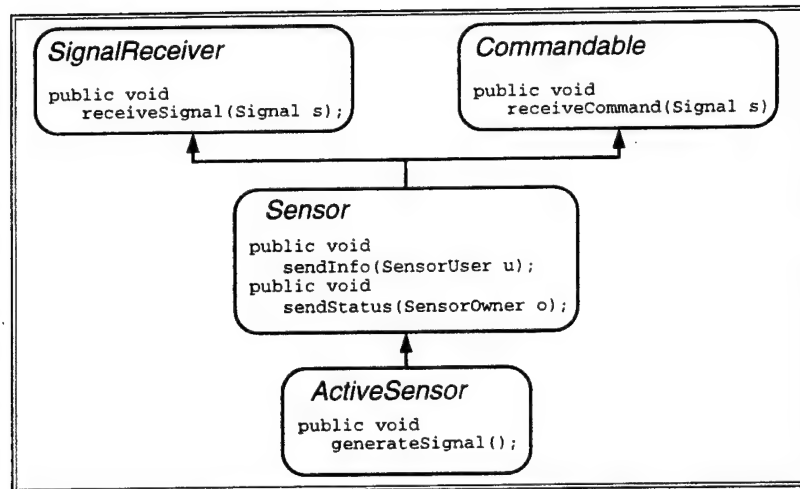 SignalReceiver
public void
receiveSignal(Signal s);
Commandable
public void
receiveCommand(Signal s)
Sensor
public void
sendInfo(SensorUser u);
public void
sendStatus(SensorOwner o);
ActiveSensor
public void
generateSignal();